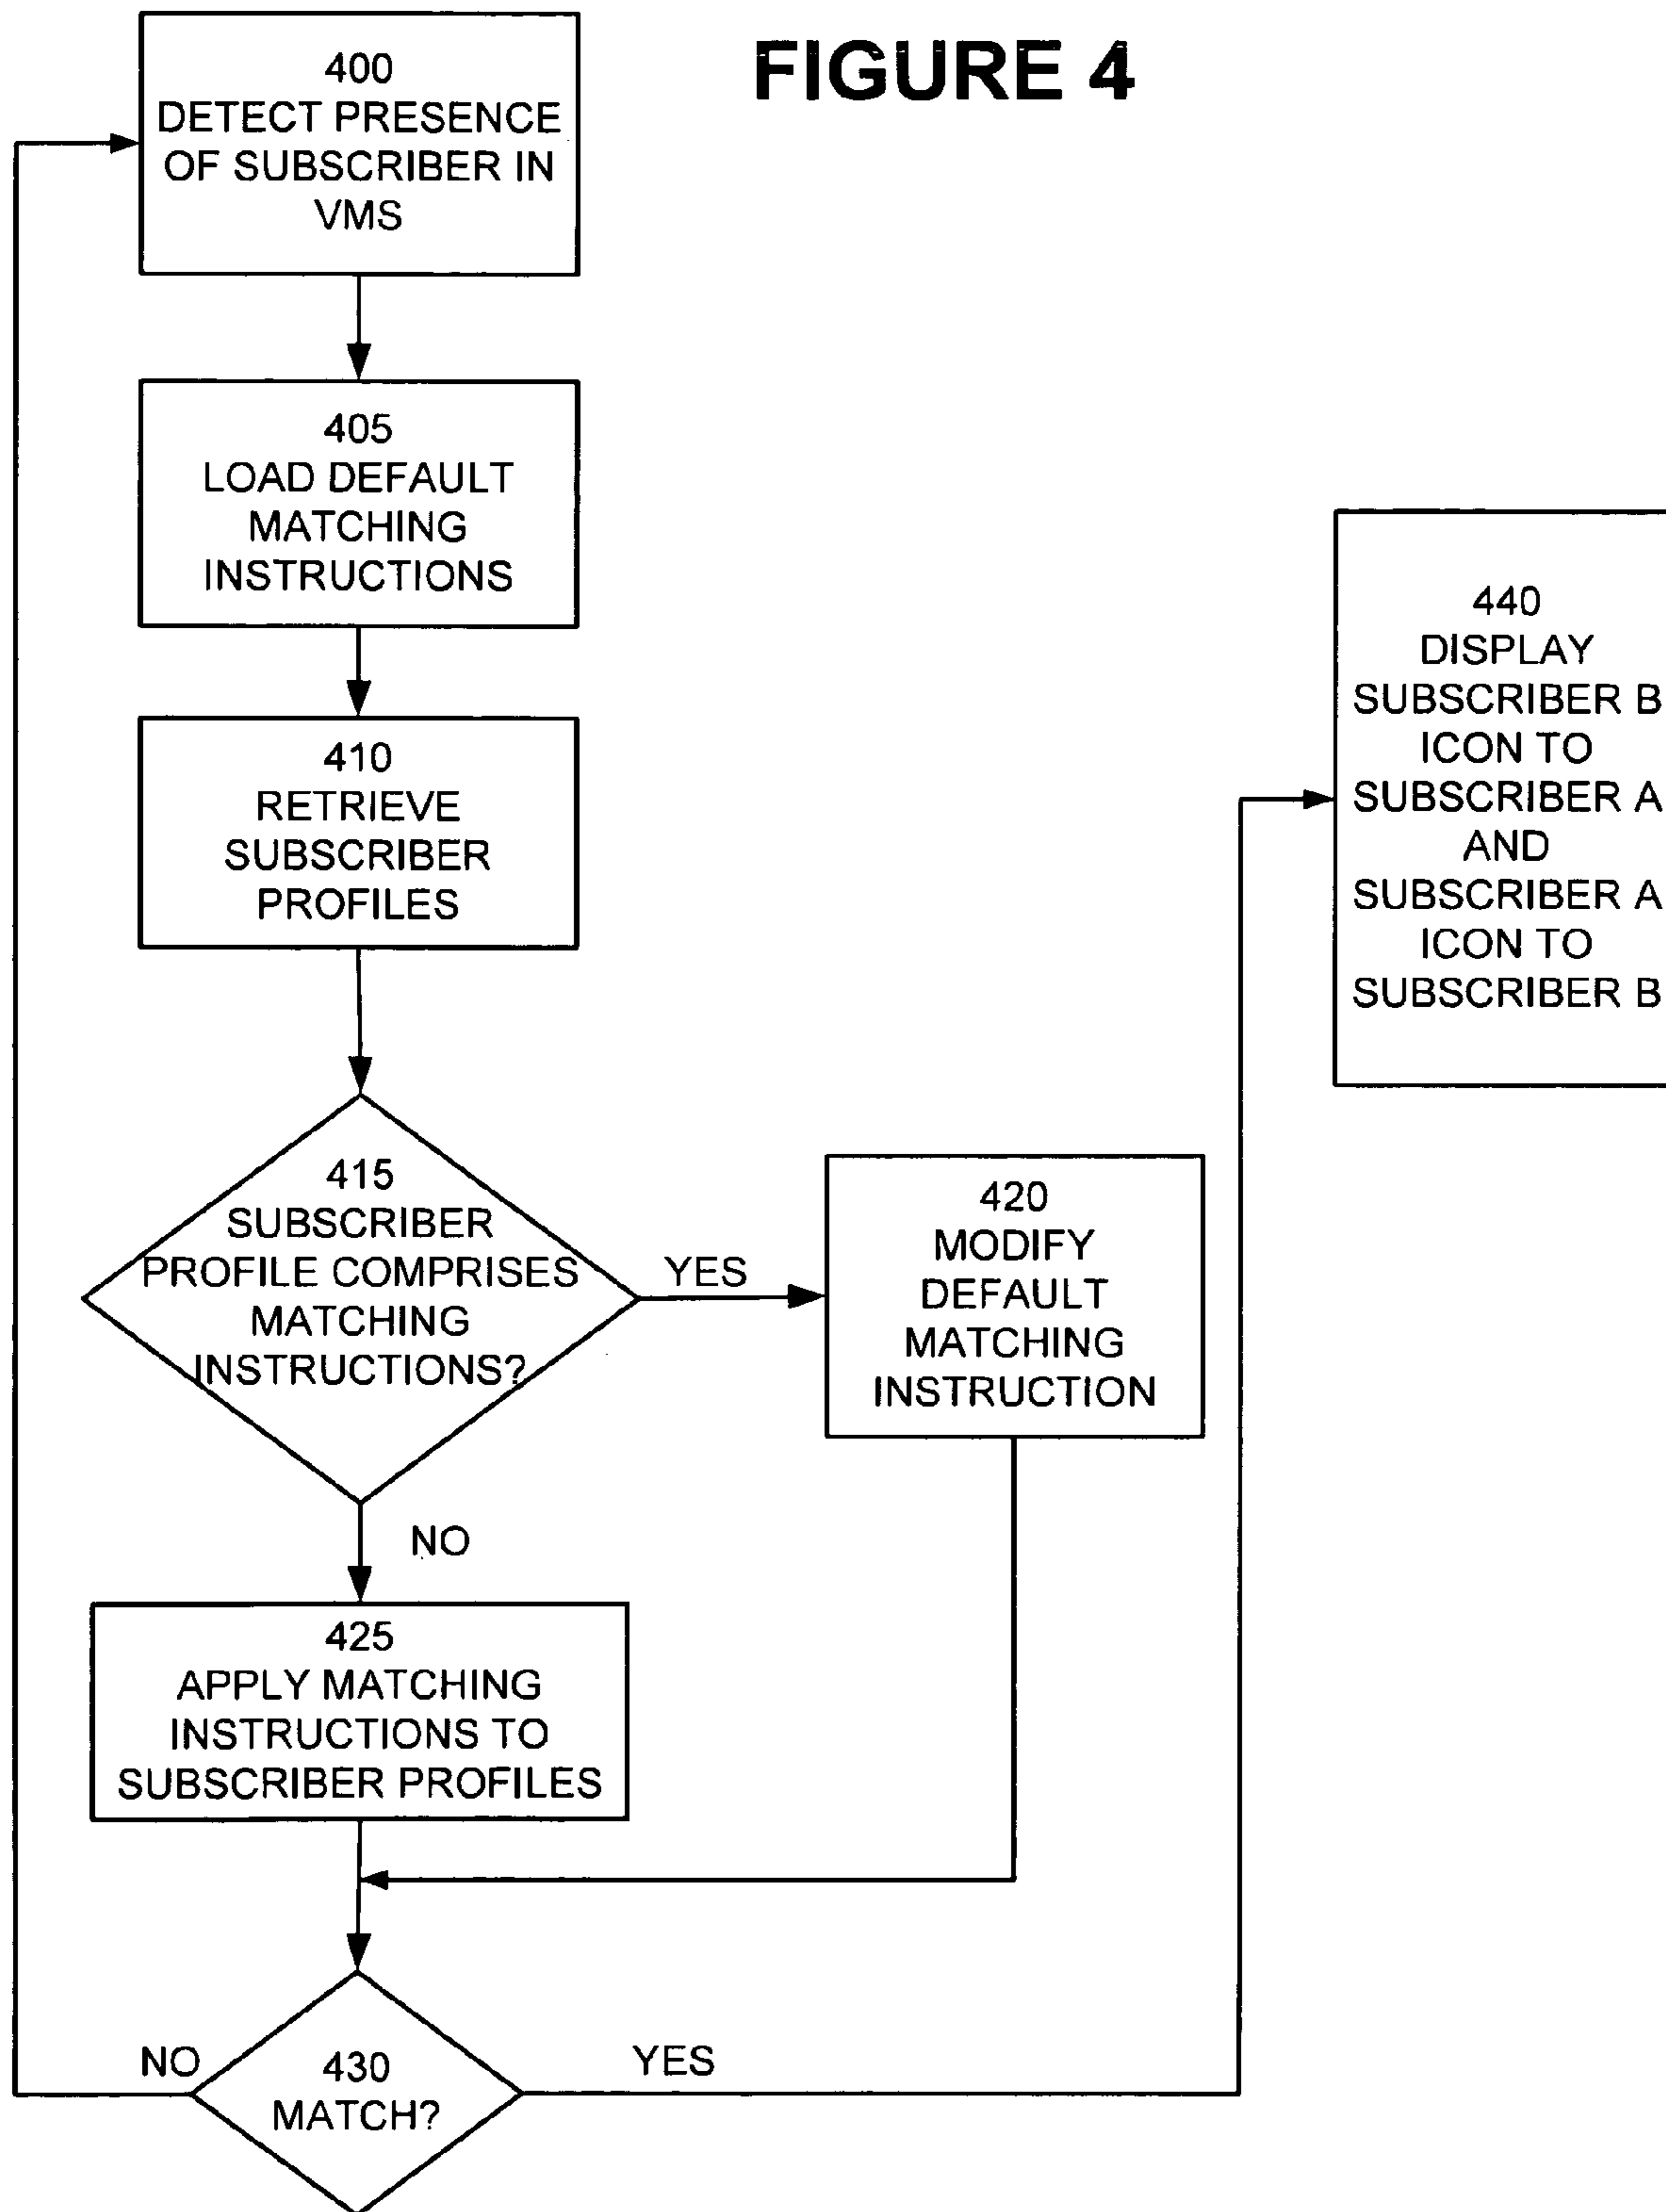 FIGURE 4
400
DETECT PRESENCE
OF SUBSCRIBER IN
VMS
405
LOAD DEFAULT
MATCHING
INSTRUCTIONS
410
RETRIEVE
SUBSCRIBER
PROFILES
415
SUBSCRIBER
PROFILE COMPRISES
MATCHING
INSTRUCTIONS?
YES
420
MODIFY
DEFAULT
MATCHING
INSTRUCTION
NO
425
APPLY MATCHING
INSTRUCTIONS TO
SUBSCRIBER PROFILES
NO
430
MATCH?
YES
440
DISPLAY
SUBSCRIBER B
ICON TO
SUBSCRIBER A
AND
SUBSCRIBER A
ICON TO
SUBSCRIBER B